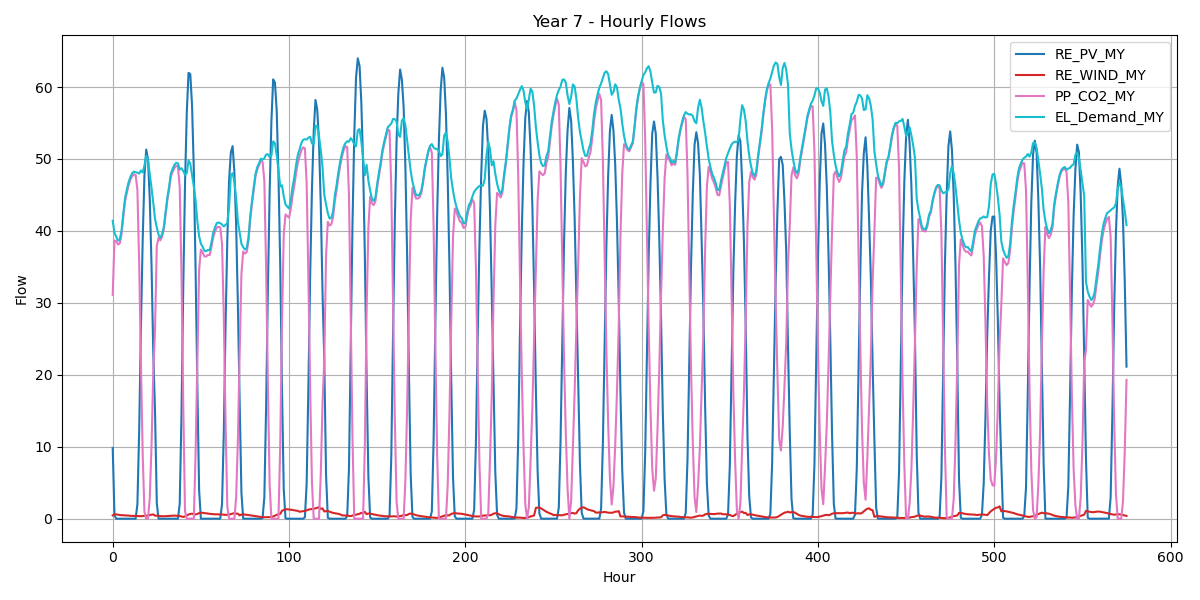 Year 7 - Hourly Flows
RE_PV_MY
RE_WIND_MY
PP_CO2_MY
EL_Demand_MY
Flow
60
50
40
30
20
10
0
0 100 200 300 400 500 600
Hour